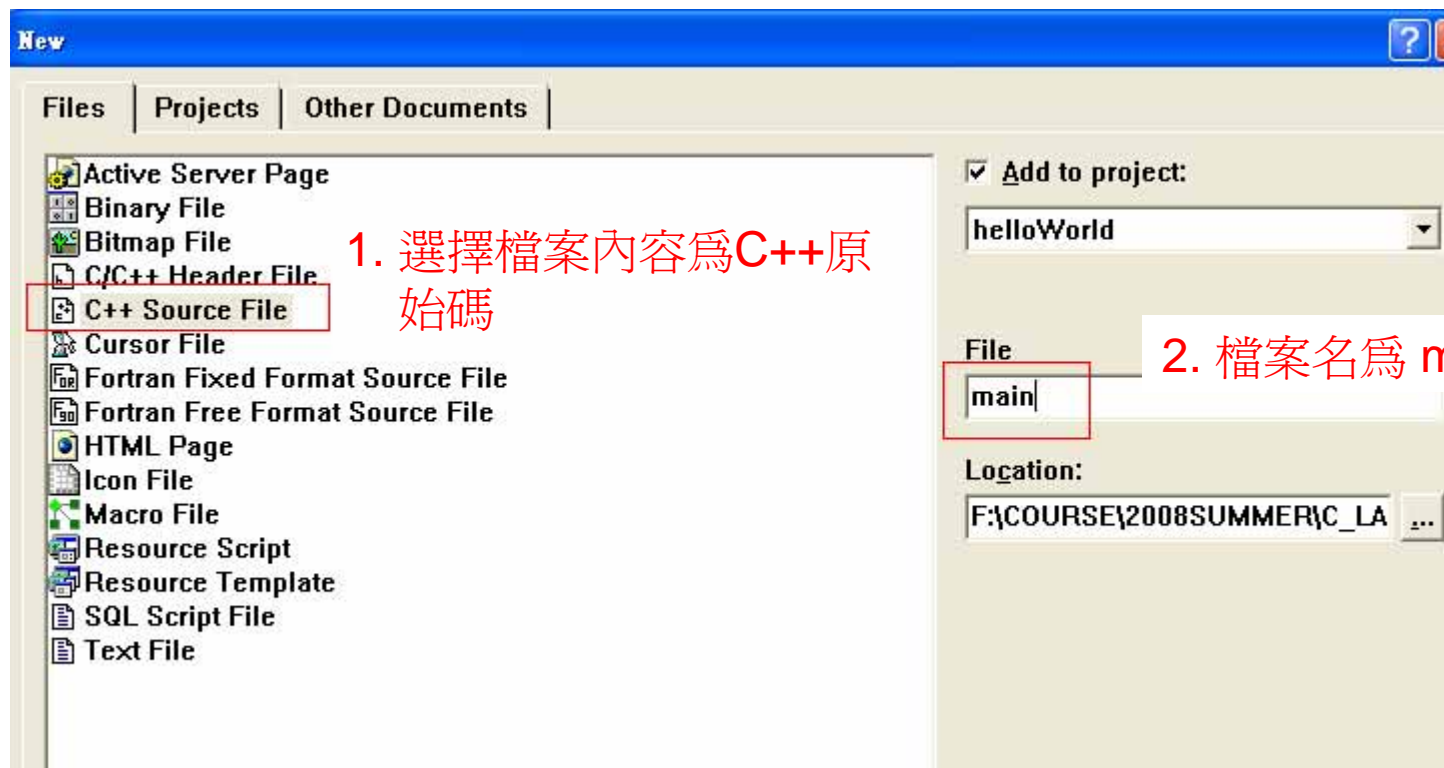 New
Files Projects Other Documents
Active Server Page
Binary File
Bitmap File
C/C++ Header File
C++ Source File
Cursor File
Fortran Fixed Format Source File
Fortran Free Format Source File
HTML Page
Icon File
Macro File
Resource Script
Resource Template
SQL Script File
Text File
1. 選擇檔案內容為C++原
始碼
Add to project:
helloWorld
File
2. 檔案名為
main
Location:
F:\COURSE\2008SUMMER\C_LA ...